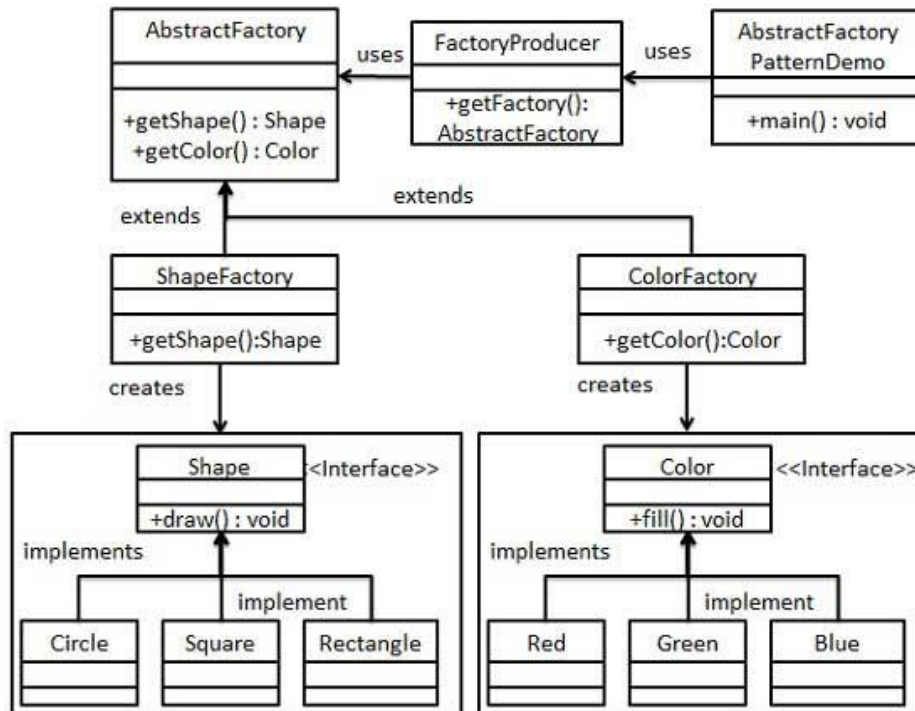 AbstractFactory
+getShape() : Shape
+getColor() : Color
uses
FactoryProducer
+getFactory():
AbstractFactory
uses
AbstractFactory
PatternDemo
+main() : void
extends
extends
ShapeFactory
+getShape():Shape
creates
ColorFactory
+getColor():Color
creates
Shape
<<Interface>>
+draw() : void
implements
implement
Circle
Square
Rectangle
Color
<<Interface>>
+fill() : void
implements
implement
Red
Green
Blue